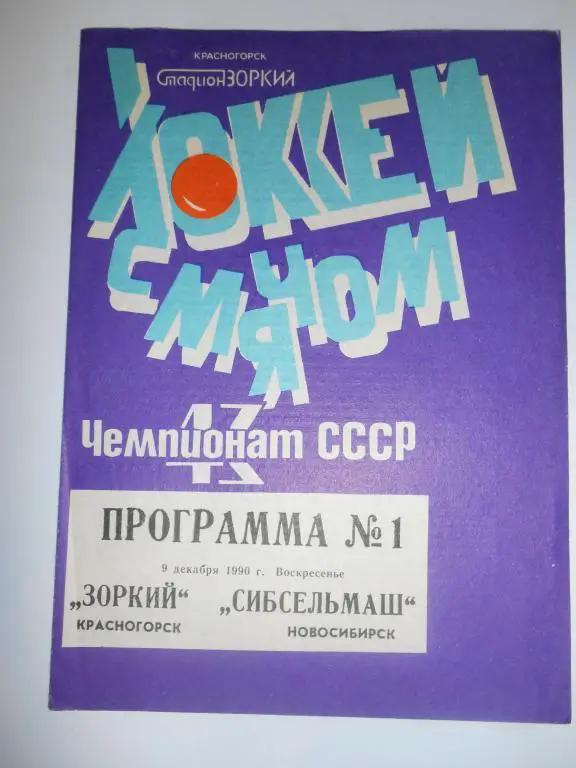 КРАСНОГОРСК
Стадион ЗОРКИЙ
ХОККЕЙ
С МЯЧОМ
43
Чемпионат СССР
ПРОГРАММА №1
9 декабря 1990 г. Воскресенье
„ЗОРКИЙ“ „СИБСЕЛЬМАШ“
КРАСНОГОРСК НОВОСИБИРСК